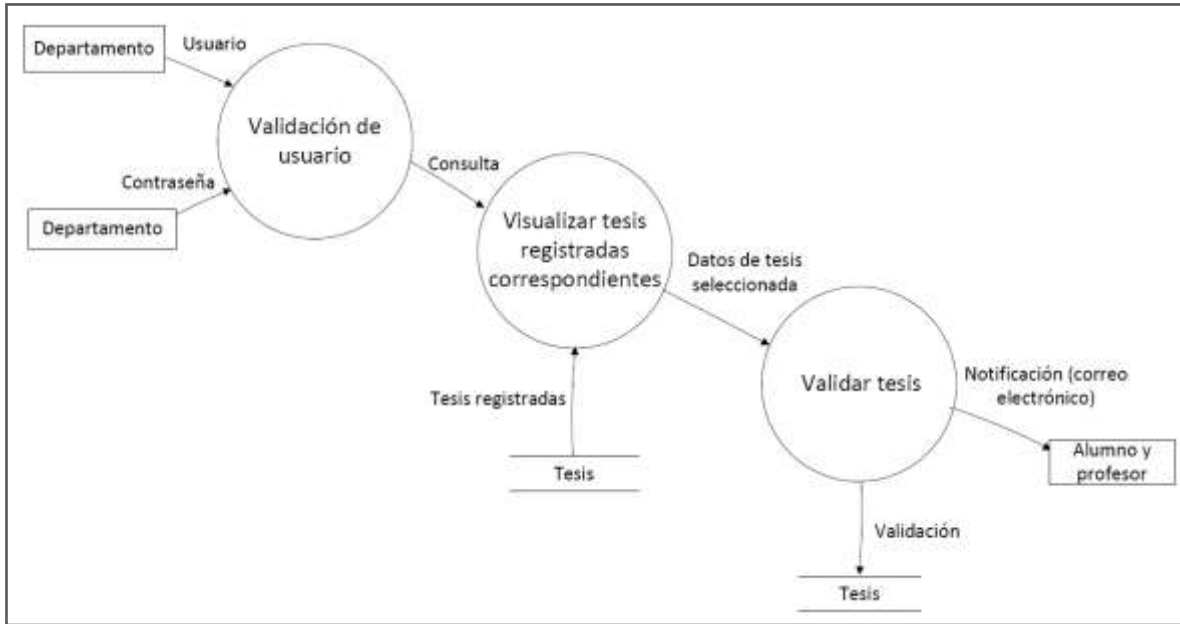 Departamento
Usuario
Validación de
usuario
Contraseña
Departamento
Consulta
Visualizar tesis
registradas
correspondientes
Datos de tesis
seleccionada
Tesis registradas
Tesis
Validar tesis
Notificación (correo
electrónico)
Alumno y
profesor
Validación
Tesis